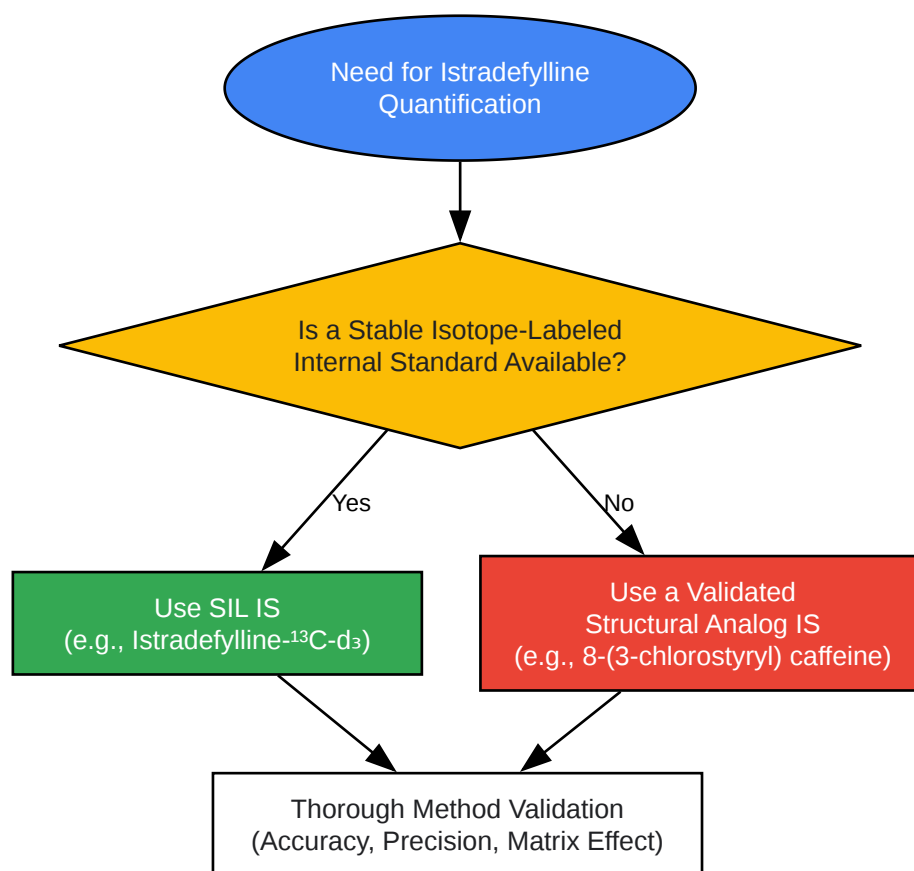 Need for Istradefylline
Quantification
Is a Stable Isotope-Labeled
Internal Standard Available?
Yes
No
Use SIL IS
(e.g., Istradefylline-¹³C-d₃)
Use a Validated
Structural Analog IS
(e.g., 8-(3-chlorostyryl) caffeine)
Thorough Method Validation
(Accuracy, Precision, Matrix Effect)